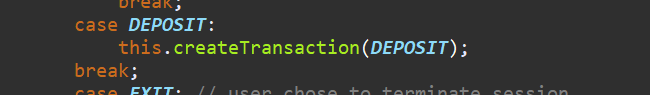 break;
case DEPOSIT:
this.createTransaction(DEPOSIT);
break;
case EXIT: // user chose to terminate session